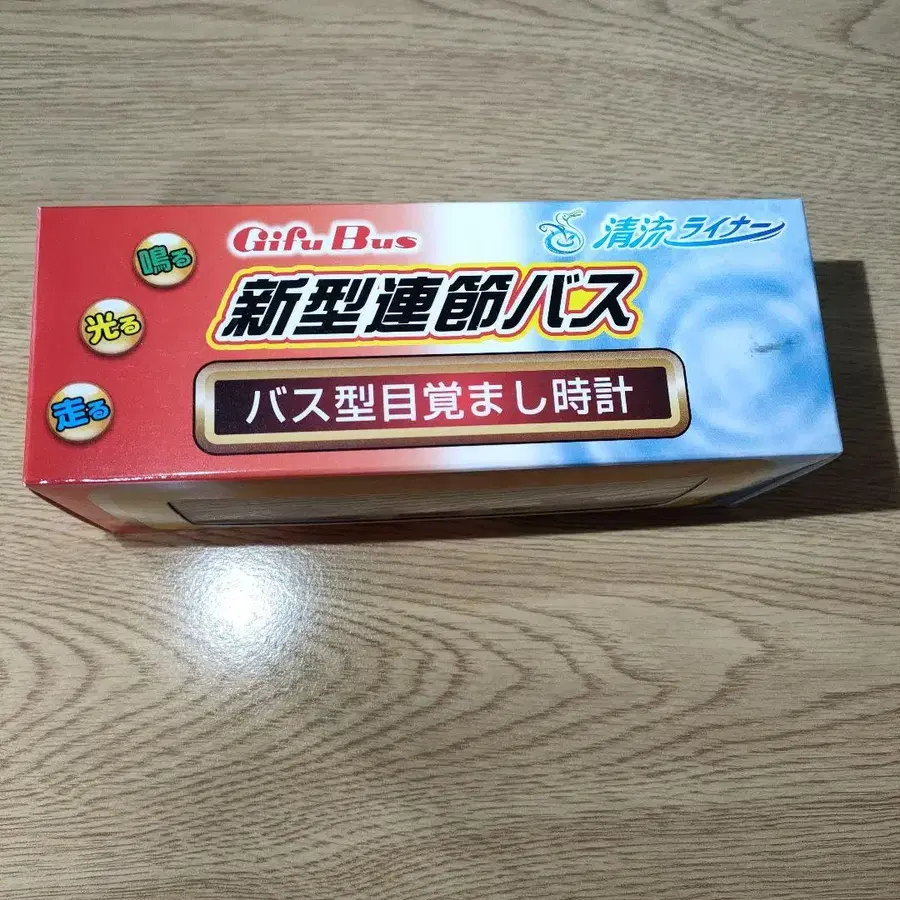 Gifu Bus
清流ライナー
新型連節バス
バス型目覚まし時計
鳴る
光る
走る